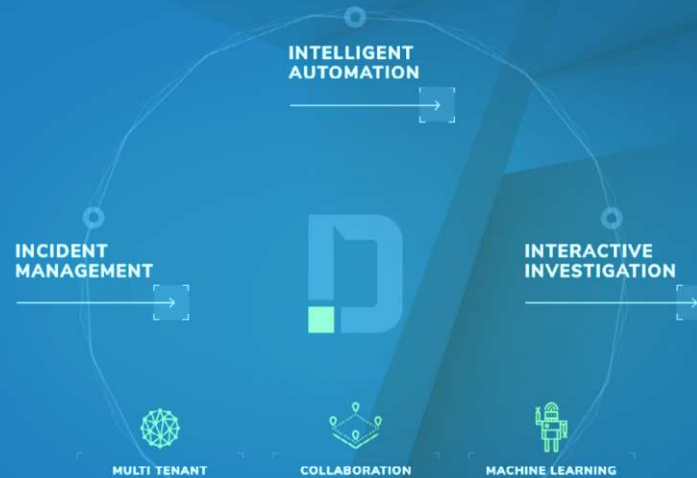 INTELLIGENT
AUTOMATION
INCIDENT
MANAGEMENT
INTERACTIVE
INVESTIGATION
D
MULTI TENANT
COLLABORATION
MACHINE LEARNING